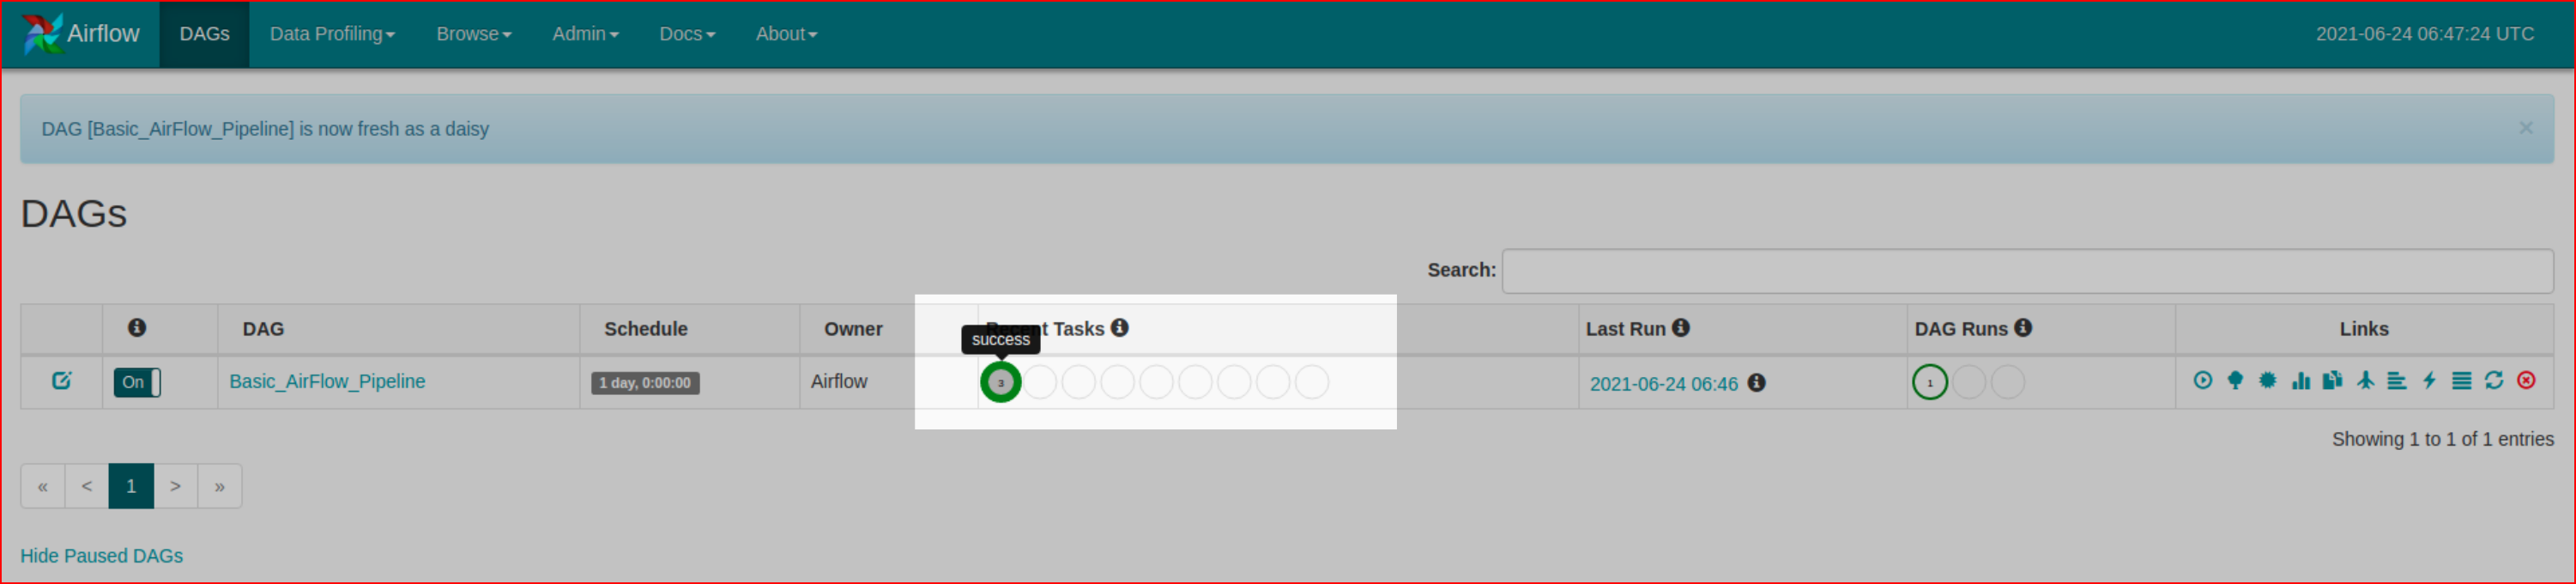 Airflow DAGs Data Profiling Browse Admin Docs About 2021-06-24 06:47:24 UTC
DAG [Basic_AirFlow_Pipeline] is now fresh as a daisy ×
DAGs
Search:
DAG Schedule Owner Recent Tasks Last Run DAG Runs Links
success
On Basic_AirFlow_Pipeline 1 day, 0:00:00 Airflow 3 2021-06-24 06:46 1
Showing 1 to 1 of 1 entries
« < 1 > »
Hide Paused DAGs